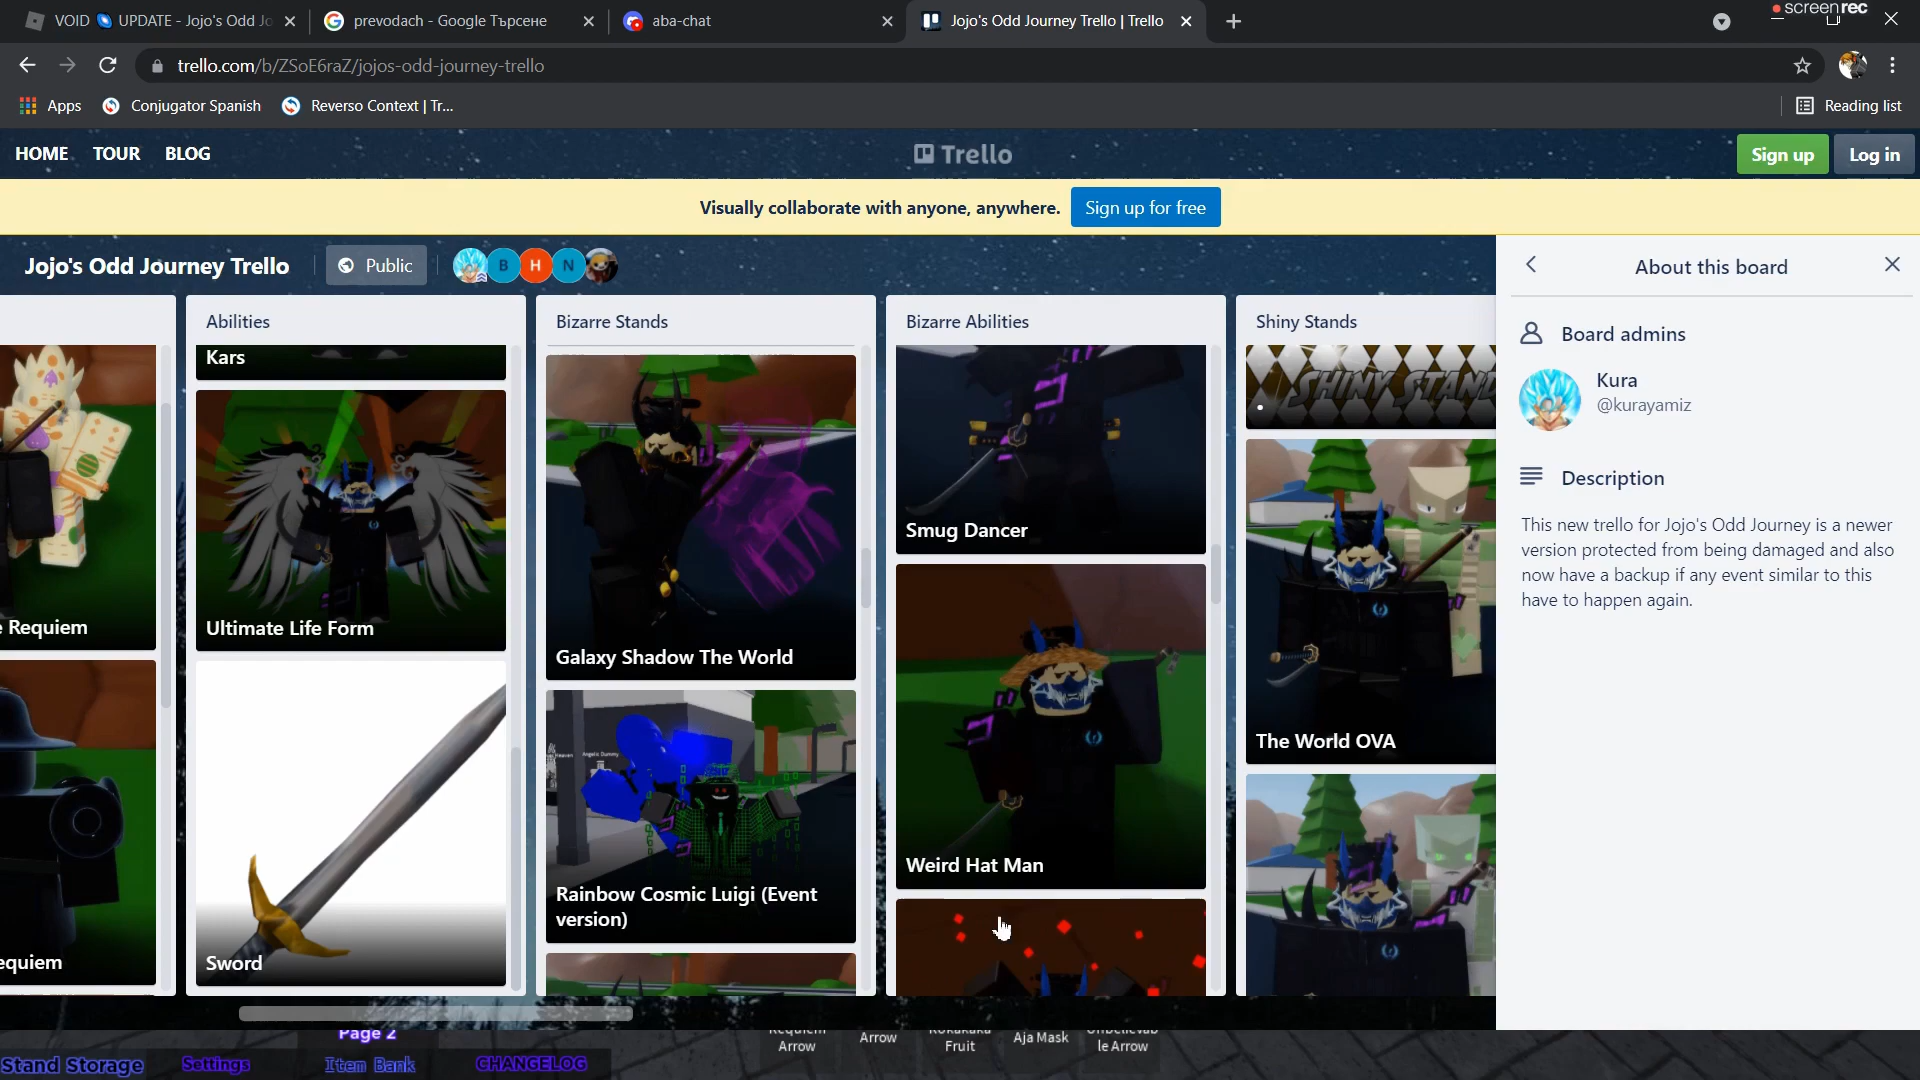 VOID UPDATE - Jojo's Odd Jo
prevodach - Google Търсене
aba-chat
Jojo's Odd Journey Trello | Trello
screenrec
trello.com/b/ZSoE6raZ/jojos-odd-journey-trello
Apps
Conjugator Spanish
Reverso Context | Tr...
Reading list
HOME
TOUR
BLOG
Trello
Sign up
Log in
Visually collaborate with anyone, anywhere.
Sign up for free
Jojo's Odd Journey Trello
Public
B
H
N
Requiem
equiem
Abilities
Kars
Ultimate Life Form
Sword
Bizarre Stands
Galaxy Shadow The World
Rainbow Cosmic Luigi (Event
version)
Bizarre Abilities
Smug Dancer
Weird Hat Man
Shiny Stands
SHINY STAND
The World OVA
About this board
Board admins
Kura
@kurayamiz
Description
This new trello for Jojo's Odd Journey is a newer
version protected from being damaged and also
now have a backup if any event similar to this
have to happen again.
Page 2
Stand Storage
Settings
Item Bank
CHANGELOG
Requiem
Arrow
Arrow
Rokakaka
Fruit
Aja Mask
Unbelievab
le Arrow